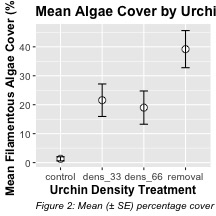 Mean Algae Cover by Urchi
Mean Filamentous Algae Cover (%
40
30
20
10
0
control dens_33 dens_66 removal
Urchin Density Treatment
Figure 2: Mean (± SE) percentage cover